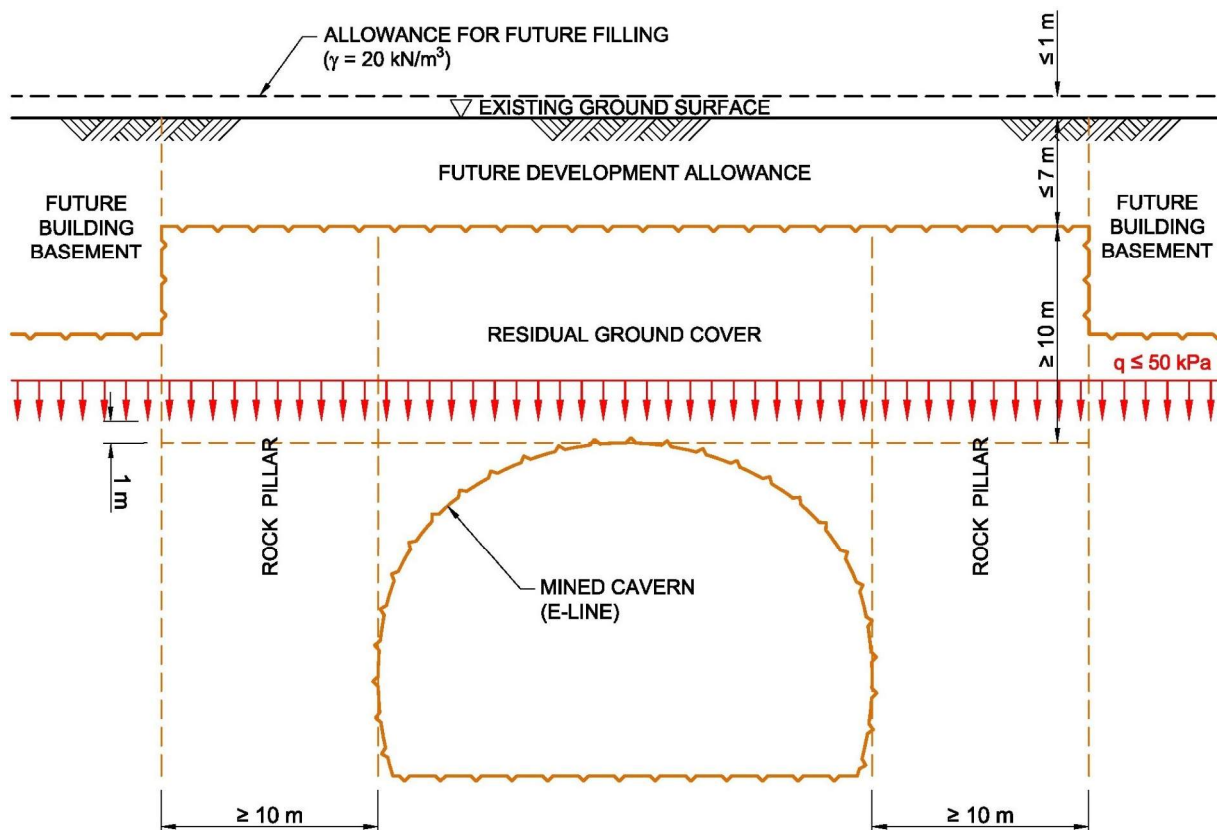 ALLOWANCE FOR FUTURE FILLING
(γ = 20 kN/m³)
≤ 1 m
EXISTING GROUND SURFACE
FUTURE DEVELOPMENT ALLOWANCE
≤ 7 m
FUTURE
BUILDING
BASEMENT
FUTURE
BUILDING
BASEMENT
RESIDUAL GROUND COVER
≥ 10 m
q ≤ 50 kPa
1 m
ROCK PILLAR
ROCK PILLAR
MINED CAVERN
(E-LINE)
≥ 10 m
≥ 10 m